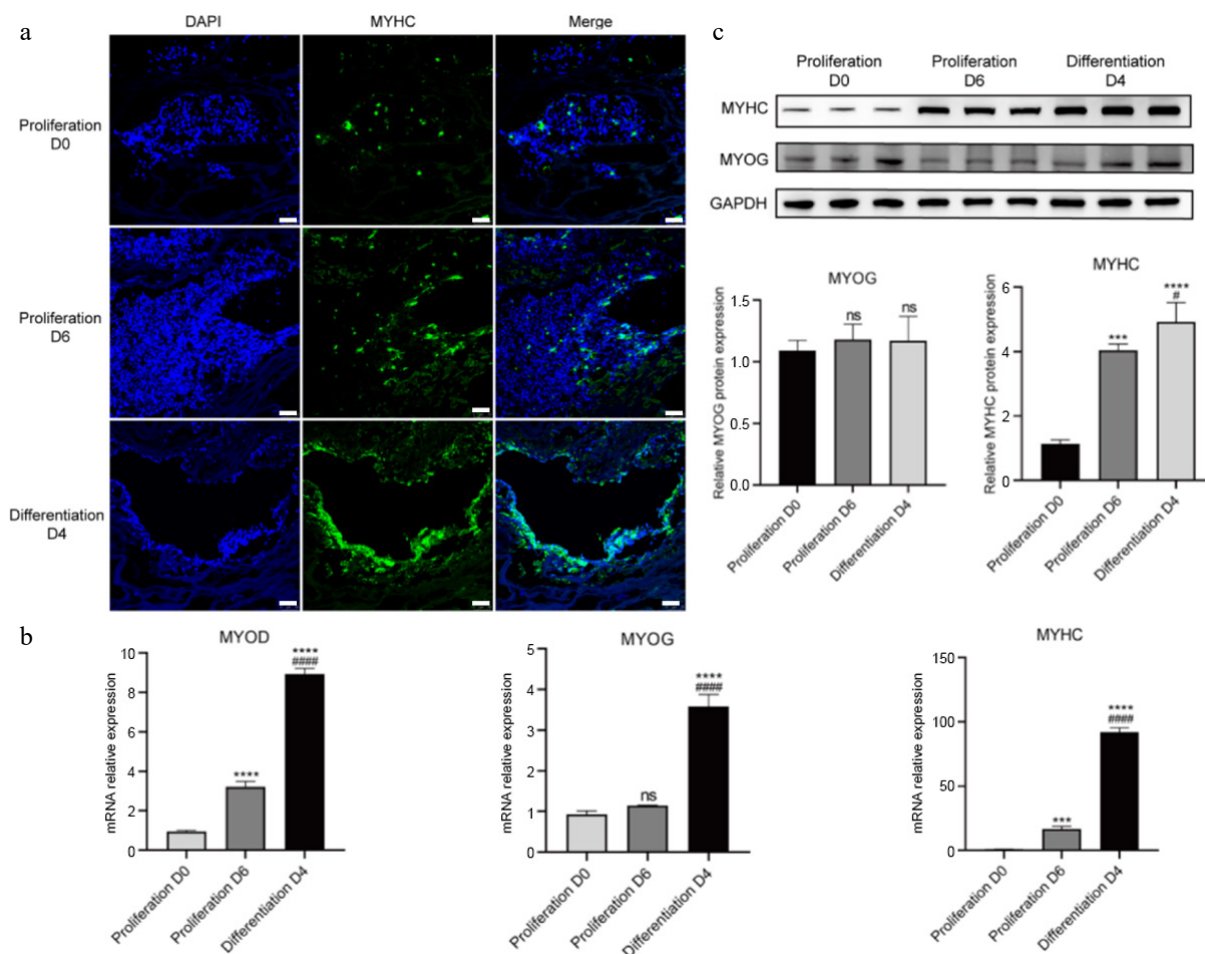 a
DAPI
MYHC
Merge
Proliferation
D0
Proliferation
D6
Differentiation
D4
c
Proliferation
D0
Proliferation
D6
Differentiation
D4
MYHC
MYOG
GAPDH
MYOG
Relative MYOG protein expression
1.5
1.0
0.5
0.0
ns
ns
Proliferation D0
Proliferation D6
Differentiation D4
MYHC
Relative MYHC protein expression
6
4
2
0
***
****
#
Proliferation D0
Proliferation D6
Differentiation D4
b
MYOD
mRNA relative expression
10
8
6
4
2
0
****
****
####
Proliferation D0
Proliferation D6
Differentiation D4
MYOG
mRNA relative expression
5
4
3
2
1
0
ns
****
####
Proliferation D0
Proliferation D6
Differentiation D4
MYHC
mRNA relative expression
150
100
50
0
***
****
####
Proliferation D0
Proliferation D6
Differentiation D4